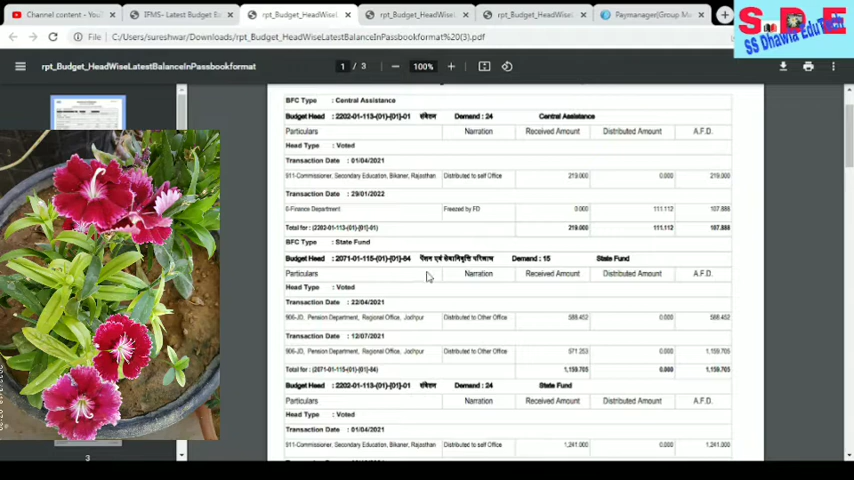 Content - YouTube
IFMS- Latest Budget Ex
rpt_Budget_HeadWiseL
rpt_Budget_HeadWiseL
rpt_Budget_HeadWiseL
Paymanager(Group M
S D E
SS Dhawla EduTech
File C:/Users/sureshwar/Downloads/rpt_Budget_HeadWiseLatestBalanceInPassbookformat%20(3).pdf
rpt_Budget_HeadWiseLatestBalanceInPassbookformat 1 / 3 100%
BFC Type : Central Assistance
Budget Head : 2202-01-113-(01)-[01]-01 संवेतन Demand : 24 Central Assistance
Particulars Narration Received Amount Distributed Amount A.F.D.
Head Type : Voted
Transaction Date : 01/04/2021
911-Commissioner, Secondary Education, Bikaner, Rajasthan Distributed to self Office 219.000 0.000 219.000
Transaction Date : 29/01/2022
0-Finance Department Freezed by FD 0.000 111.112 107.888
Total for : (2202-01-113-(01)-[01]-01) 219.000 111.112 107.888
BFC Type : State Fund
Budget Head : 2071-01-115-(01)-[01]-84 पेंशन एवं सेवानिवृत्ति परिलाभ Demand : 15 State Fund
Particulars Narration Received Amount Distributed Amount A.F.D.
Head Type : Voted
Transaction Date : 22/04/2021
906-JD, Pension Department, Regional Office, Jodhpur Distributed to Other Office 588.452 0.000 588.452
Transaction Date : 12/07/2021
906-JD, Pension Department, Regional Office, Jodhpur Distributed to Other Office 571.253 0.000 1,159.705
Total for : (2071-01-115-(01)-[01]-84) 1,159.705 0.000 1,159.705
Budget Head : 2202-01-113-(01)-[01]-01 संवेतन Demand : 24 State Fund
Particulars Narration Received Amount Distributed Amount A.F.D.
Head Type : Voted
Transaction Date : 01/04/2021
911-Commissioner, Secondary Education, Bikaner, Rajasthan Distributed to self Office 1,241.000 0.000 1,241.000
3